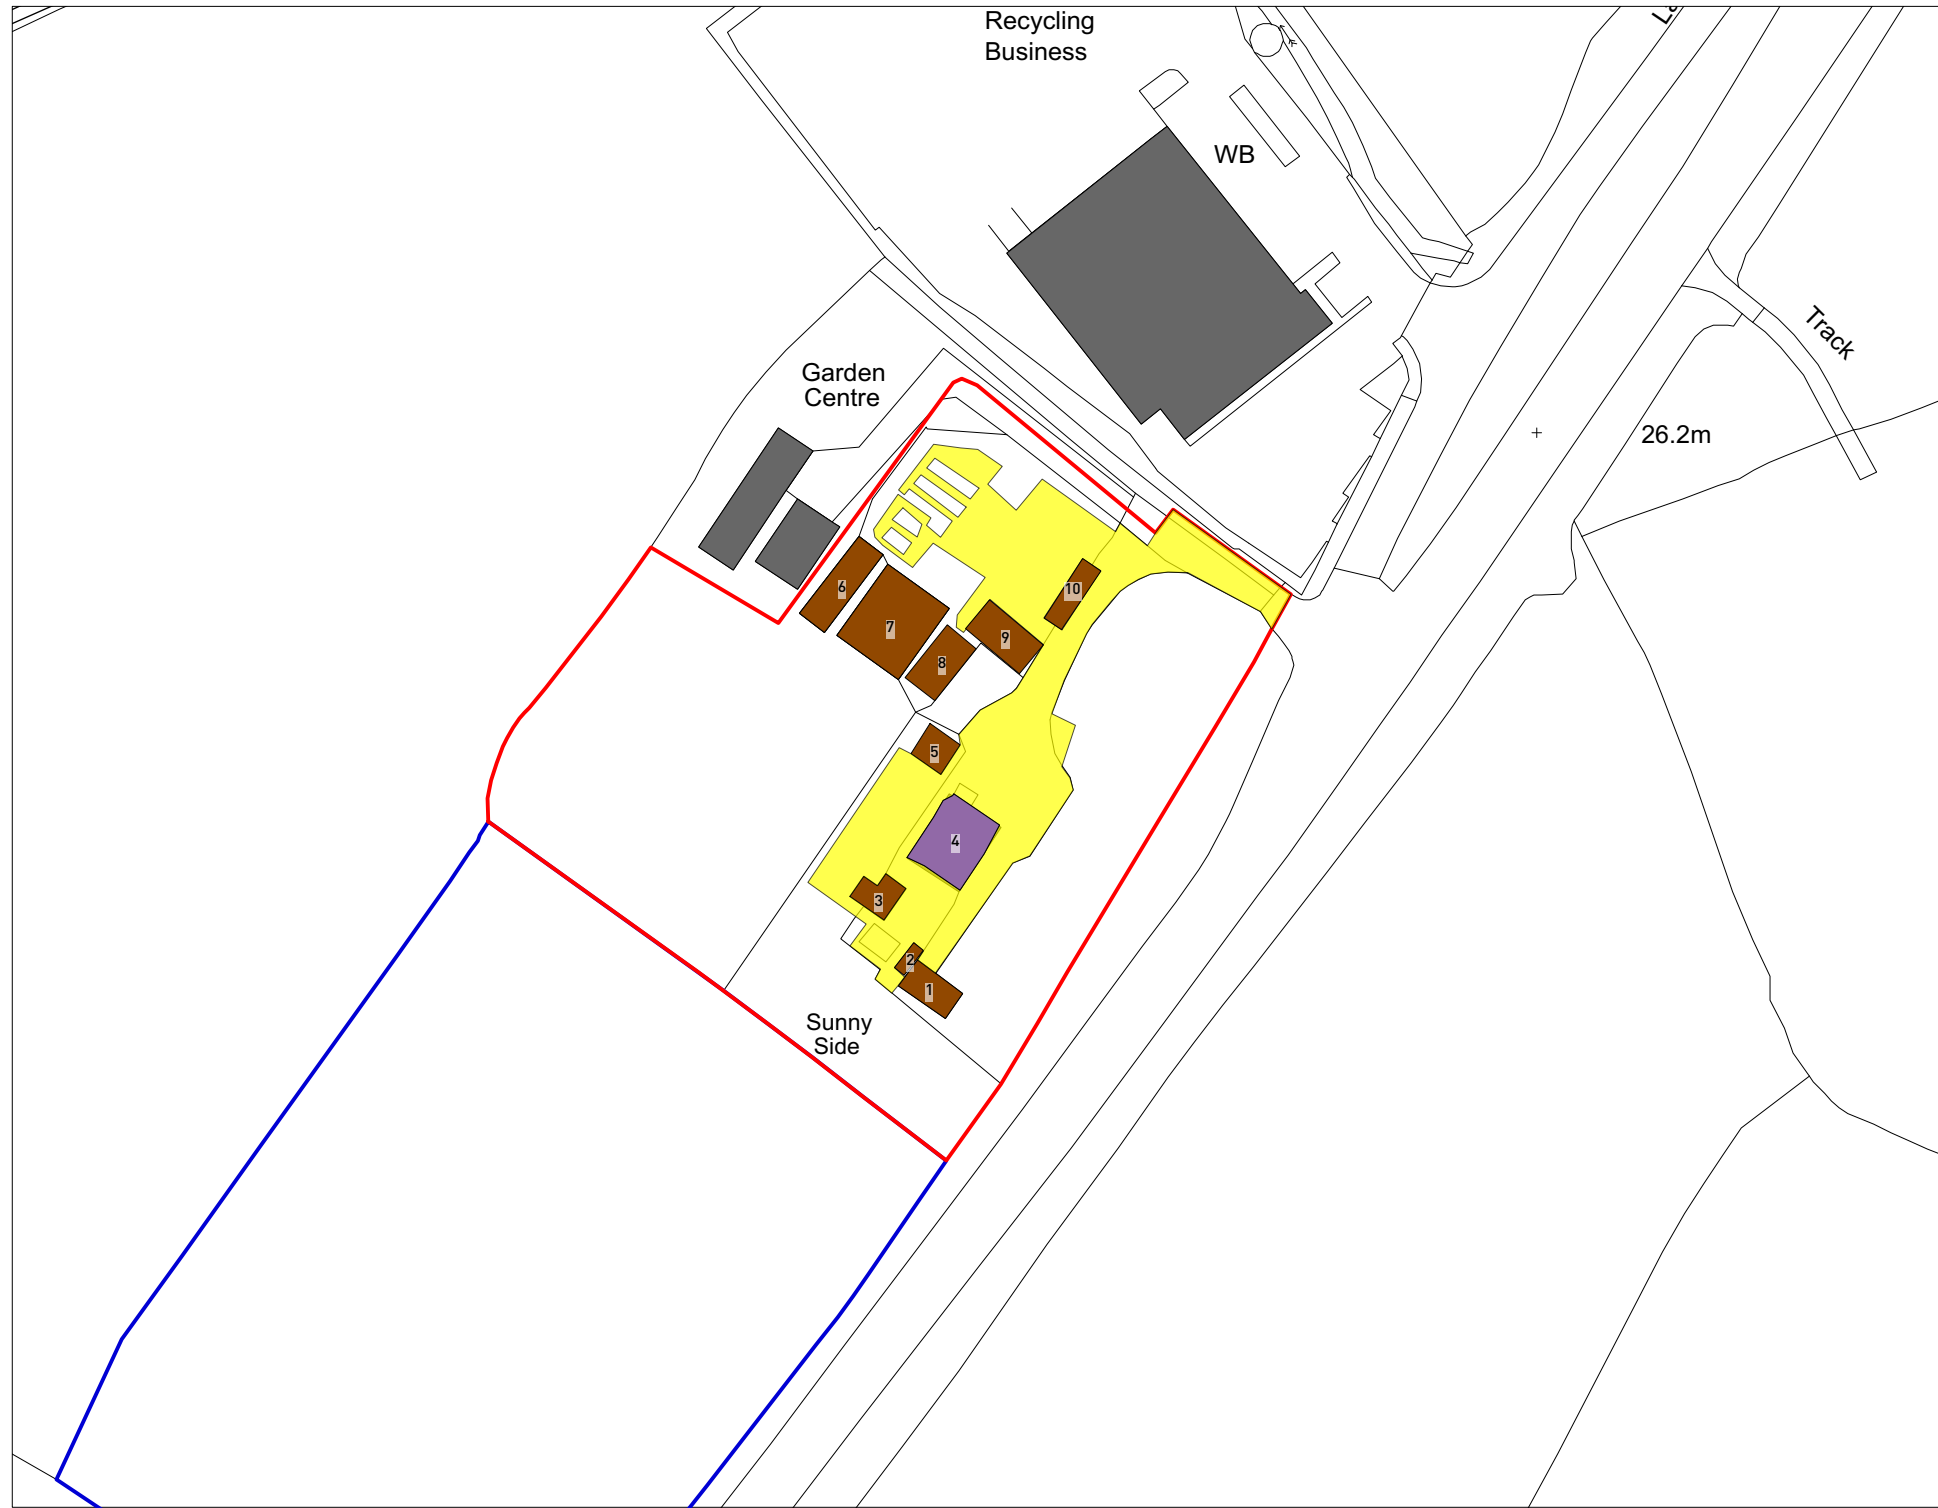 Recycling
Business
WB
Track
Garden
Centre
26.2m
6
10
7
9
8
5
4
3
2
1
Sunny
Side